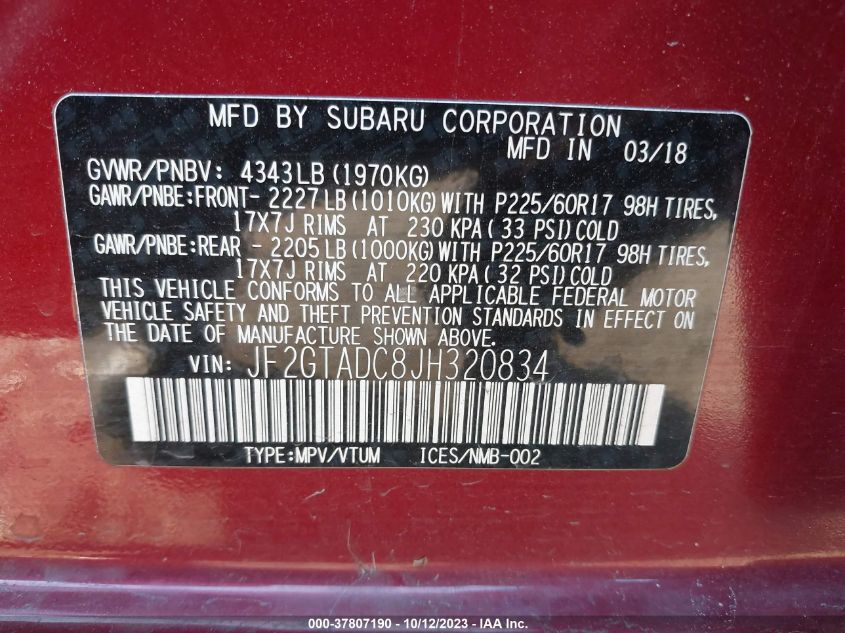 MFD BY SUBARU CORPORATION
MFD IN 03/18
GVWR/PNBV: 4343LB(1970KG)
GAWR/PNBE:FRONT- 2227LB(1010KG)WITH P225/60R17 98H TIRES,
17X7J RIMS AT 230 KPA( 33 PSI)COLD
GAWR/PNBE:REAR - 2205LB(1000KG)WITH P225/60R17 98H TIRES,
17X7J RIMS AT 220 KPA( 32 PSI)COLD
THIS VEHICLE CONFORMS TO ALL APPLICABLE FEDERAL MOTOR
VEHICLE SAFETY AND THEFT PREVENTION STANDARDS IN EFFECT ON
THE DATE OF MANUFACTURE SHOWN ABOVE.
VIN: JF2GTADC8JH320834
TYPE:MPV/VTUM ICES/NMB-002
000-37807190 - 10/12/2023 - © IAA Inc.